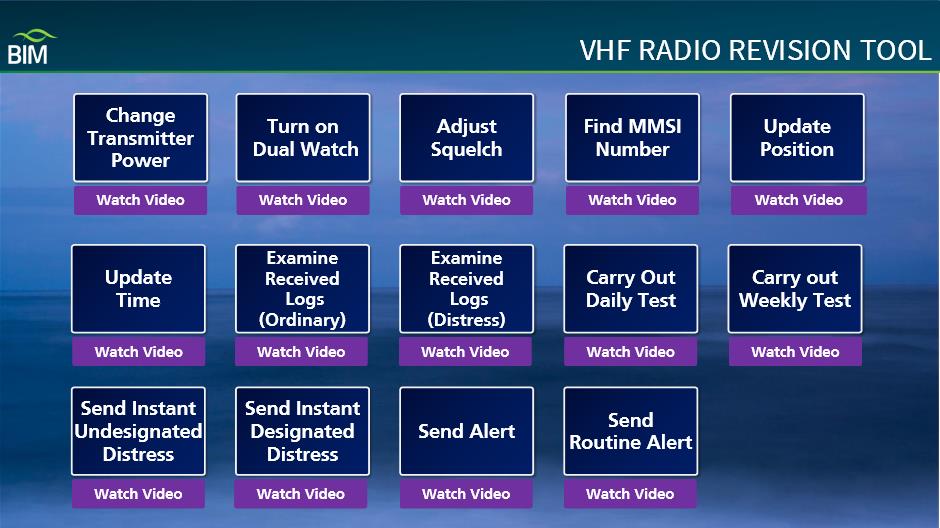 BIM
VHF RADIO REVISION TOOL
Change
Transmitter
Power
Watch Video
Turn on
Dual Watch
Watch Video
Adjust
Squelch
Watch Video
Find MMSI
Number
Watch Video
Update
Position
Watch Video
Update
Time
Watch Video
Examine
Received
Logs
(Ordinary)
Watch Video
Examine
Received
Logs
(Distress)
Watch Video
Carry Out
Daily Test
Watch Video
Carry out
Weekly Test
Watch Video
Send Instant
Undesignated
Distress
Watch Video
Send Instant
Designated
Distress
Watch Video
Send Alert
Watch Video
Send
Routine Alert
Watch Video